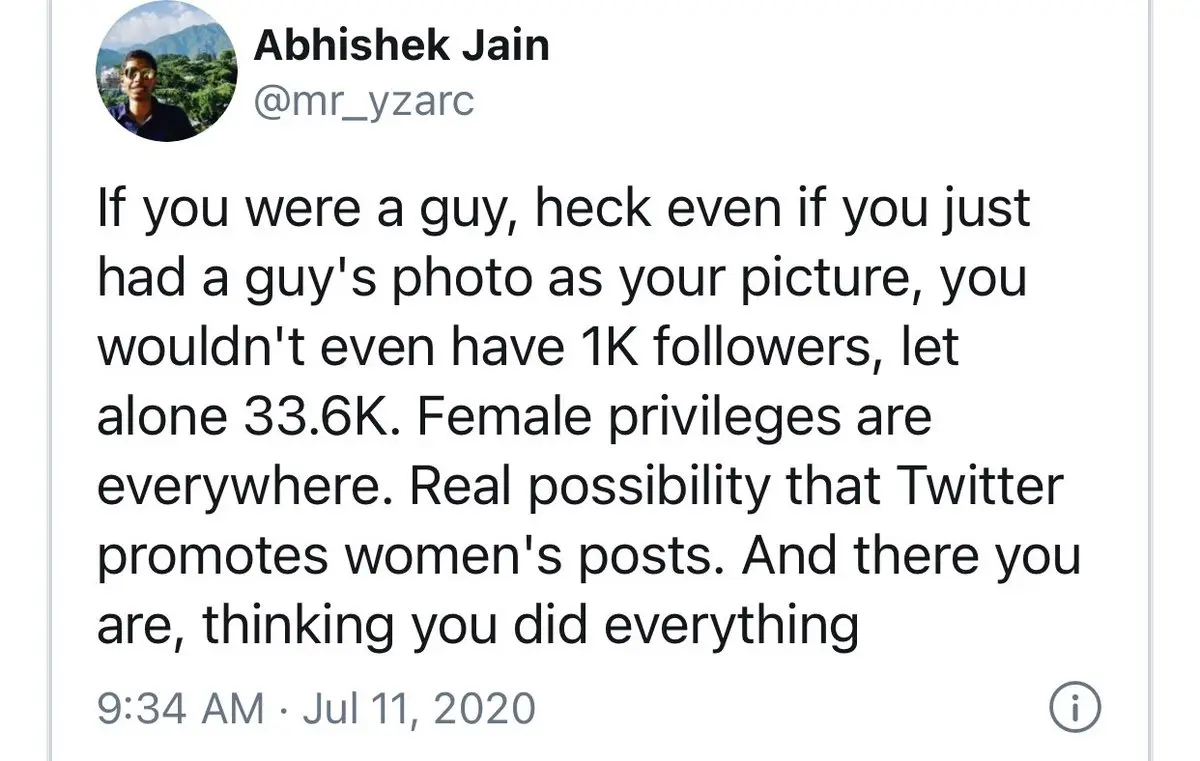 Abhishek Jain
@mr_yzarc
If you were a guy, heck even if you just
had a guy's photo as your picture, you
wouldn't even have 1K followers, let
alone 33.6K. Female privileges are
everywhere. Real possibility that Twitter
promotes women's posts. And there you
are, thinking you did everything
9:34 AM · Jul 11, 2020